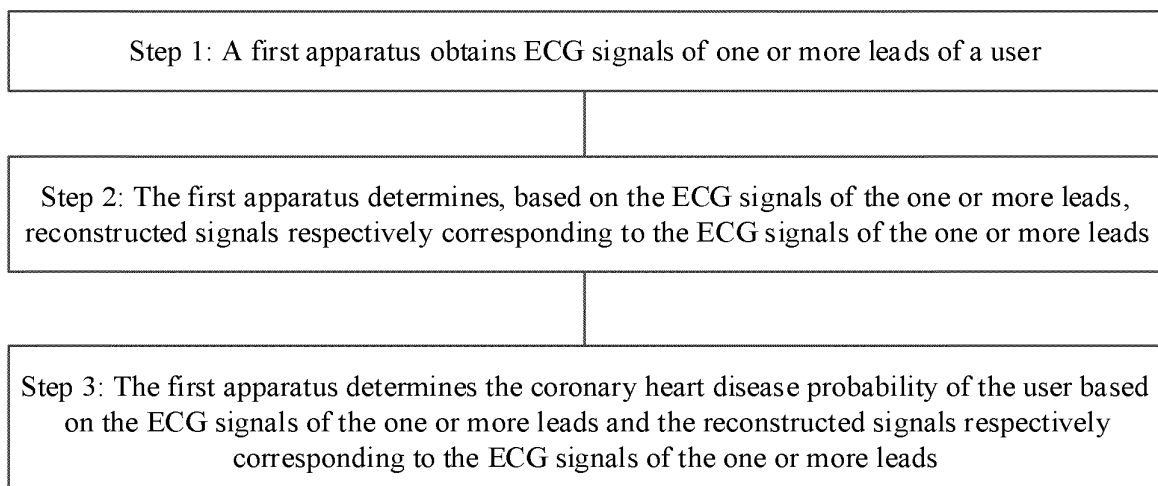 Step 1: A first apparatus obtains ECG signals of one or more leads of a user
Step 2: The first apparatus determines, based on the ECG signals of the one or more leads,
reconstructed signals respectively corresponding to the ECG signals of the one or more leads
Step 3: The first apparatus determines the coronary heart disease probability of the user based
on the ECG signals of the one or more leads and the reconstructed signals respectively
corresponding to the ECG signals of the one or more leads